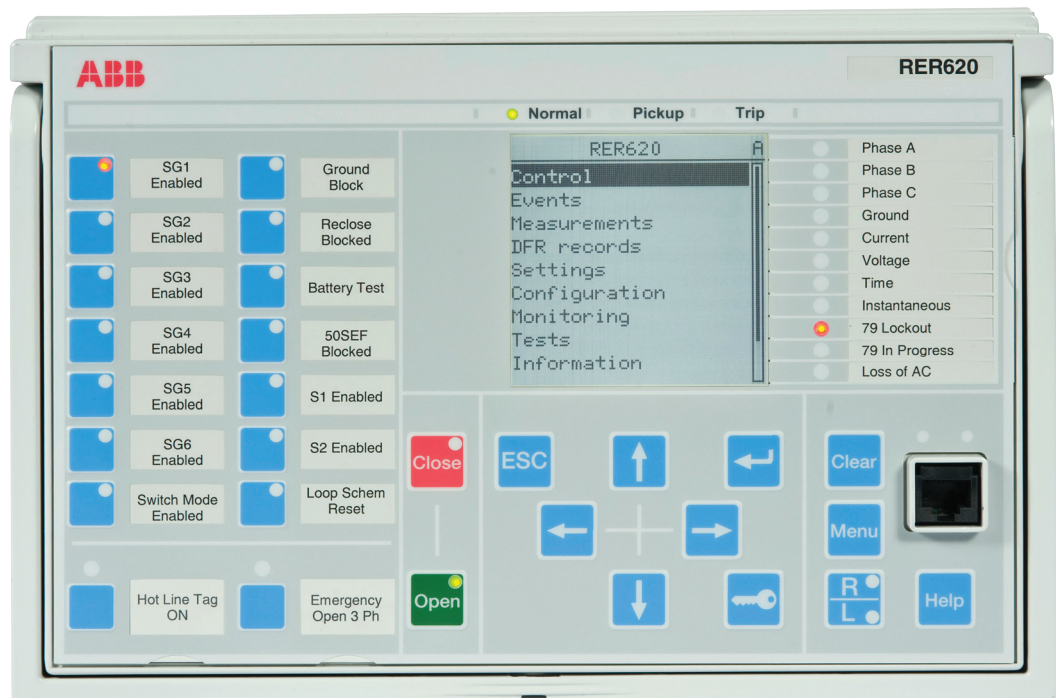 ABB
RER620
Normal
Pickup
Trip
SG1
Enabled
SG2
Enabled
SG3
Enabled
SG4
Enabled
SG5
Enabled
SG6
Enabled
Switch Mode
Enabled
Hot Line Tag
ON
Ground
Block
Reclose
Blocked
Battery Test
50SEF
Blocked
S1 Enabled
S2 Enabled
Loop Schem
Reset
Emergency
Open 3 Ph
RER620 A
Control
Events
Measurements
DFR records
Settings
Configuration
Monitoring
Tests
Information
Phase A
Phase B
Phase C
Ground
Current
Voltage
Time
Instantaneous
79 Lockout
79 In Progress
Loss of AC
Close
Open
ESC
Clear
Menu
R
L
Help